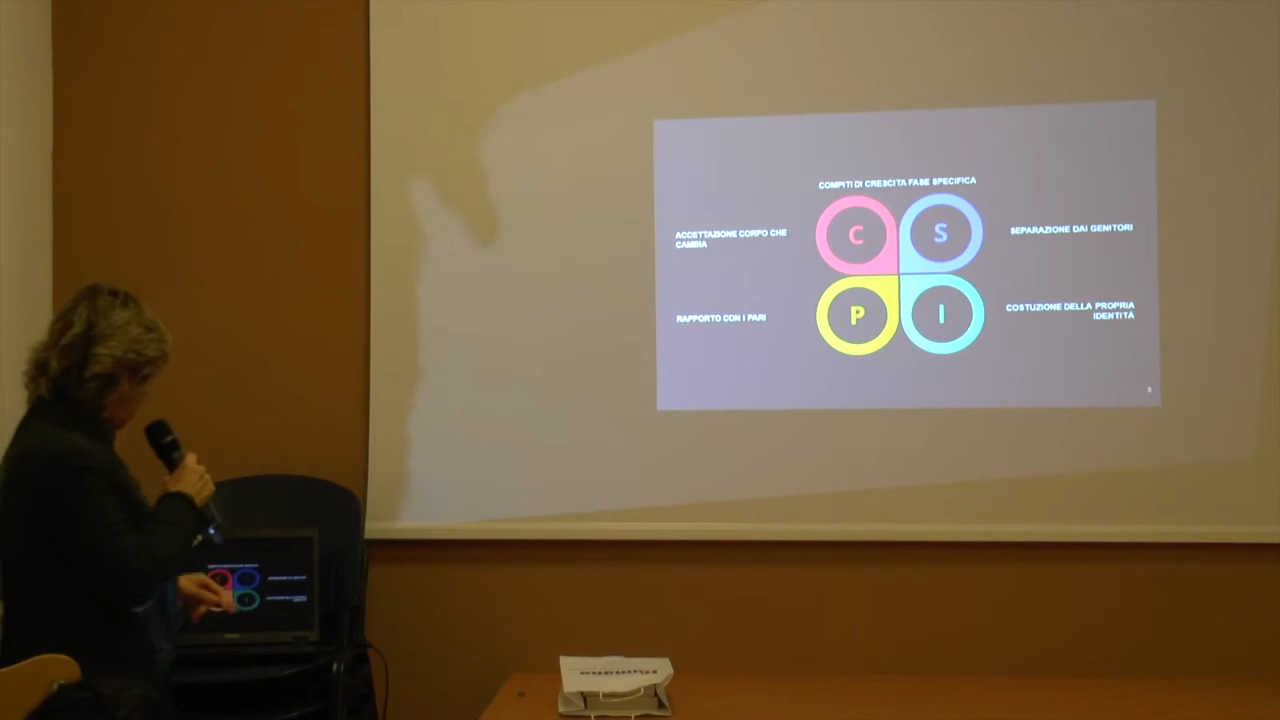 COMPITI DI CRESCITA FASE SPECIFICA
ACCETTAZIONE CORPO CHE
CAMBIA
C
S
SEPARAZIONE DAI GENITORI
RAPPORTO CON I PARI
P
I
COSTUZIONE DELLA PROPRIA
IDENTITÀ
5